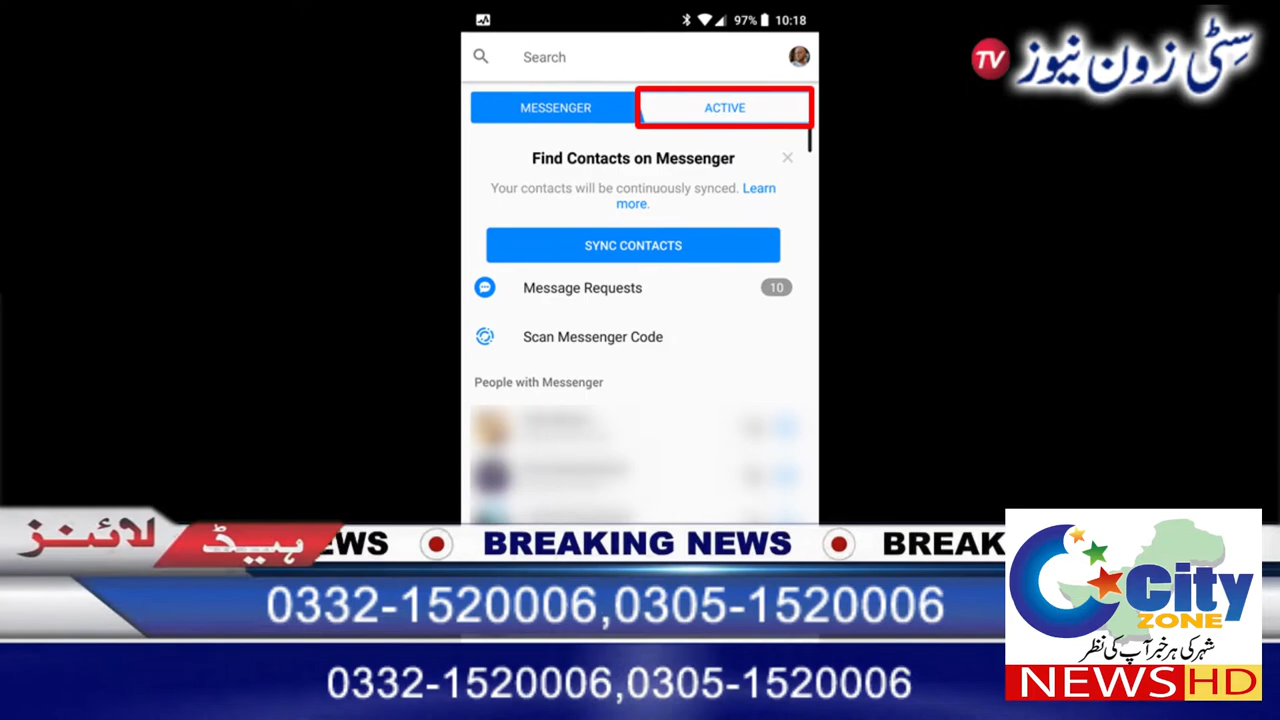 97% 10:18
Search
TV سٹی زون نیوز
MESSENGER ACTIVE
Find Contacts on Messenger
Your contacts will be continuously synced. Learn
more.
SYNC CONTACTS
Message Requests 10
Scan Messenger Code
People with Messenger
ہیڈ لائنز
EWS BREAKING NEWS BREAK
0332-1520006,0305-1520006
0332-1520006,0305-1520006
City
ZONE
شہر کی ہر خبر آپ کی نظر
NEWS HD